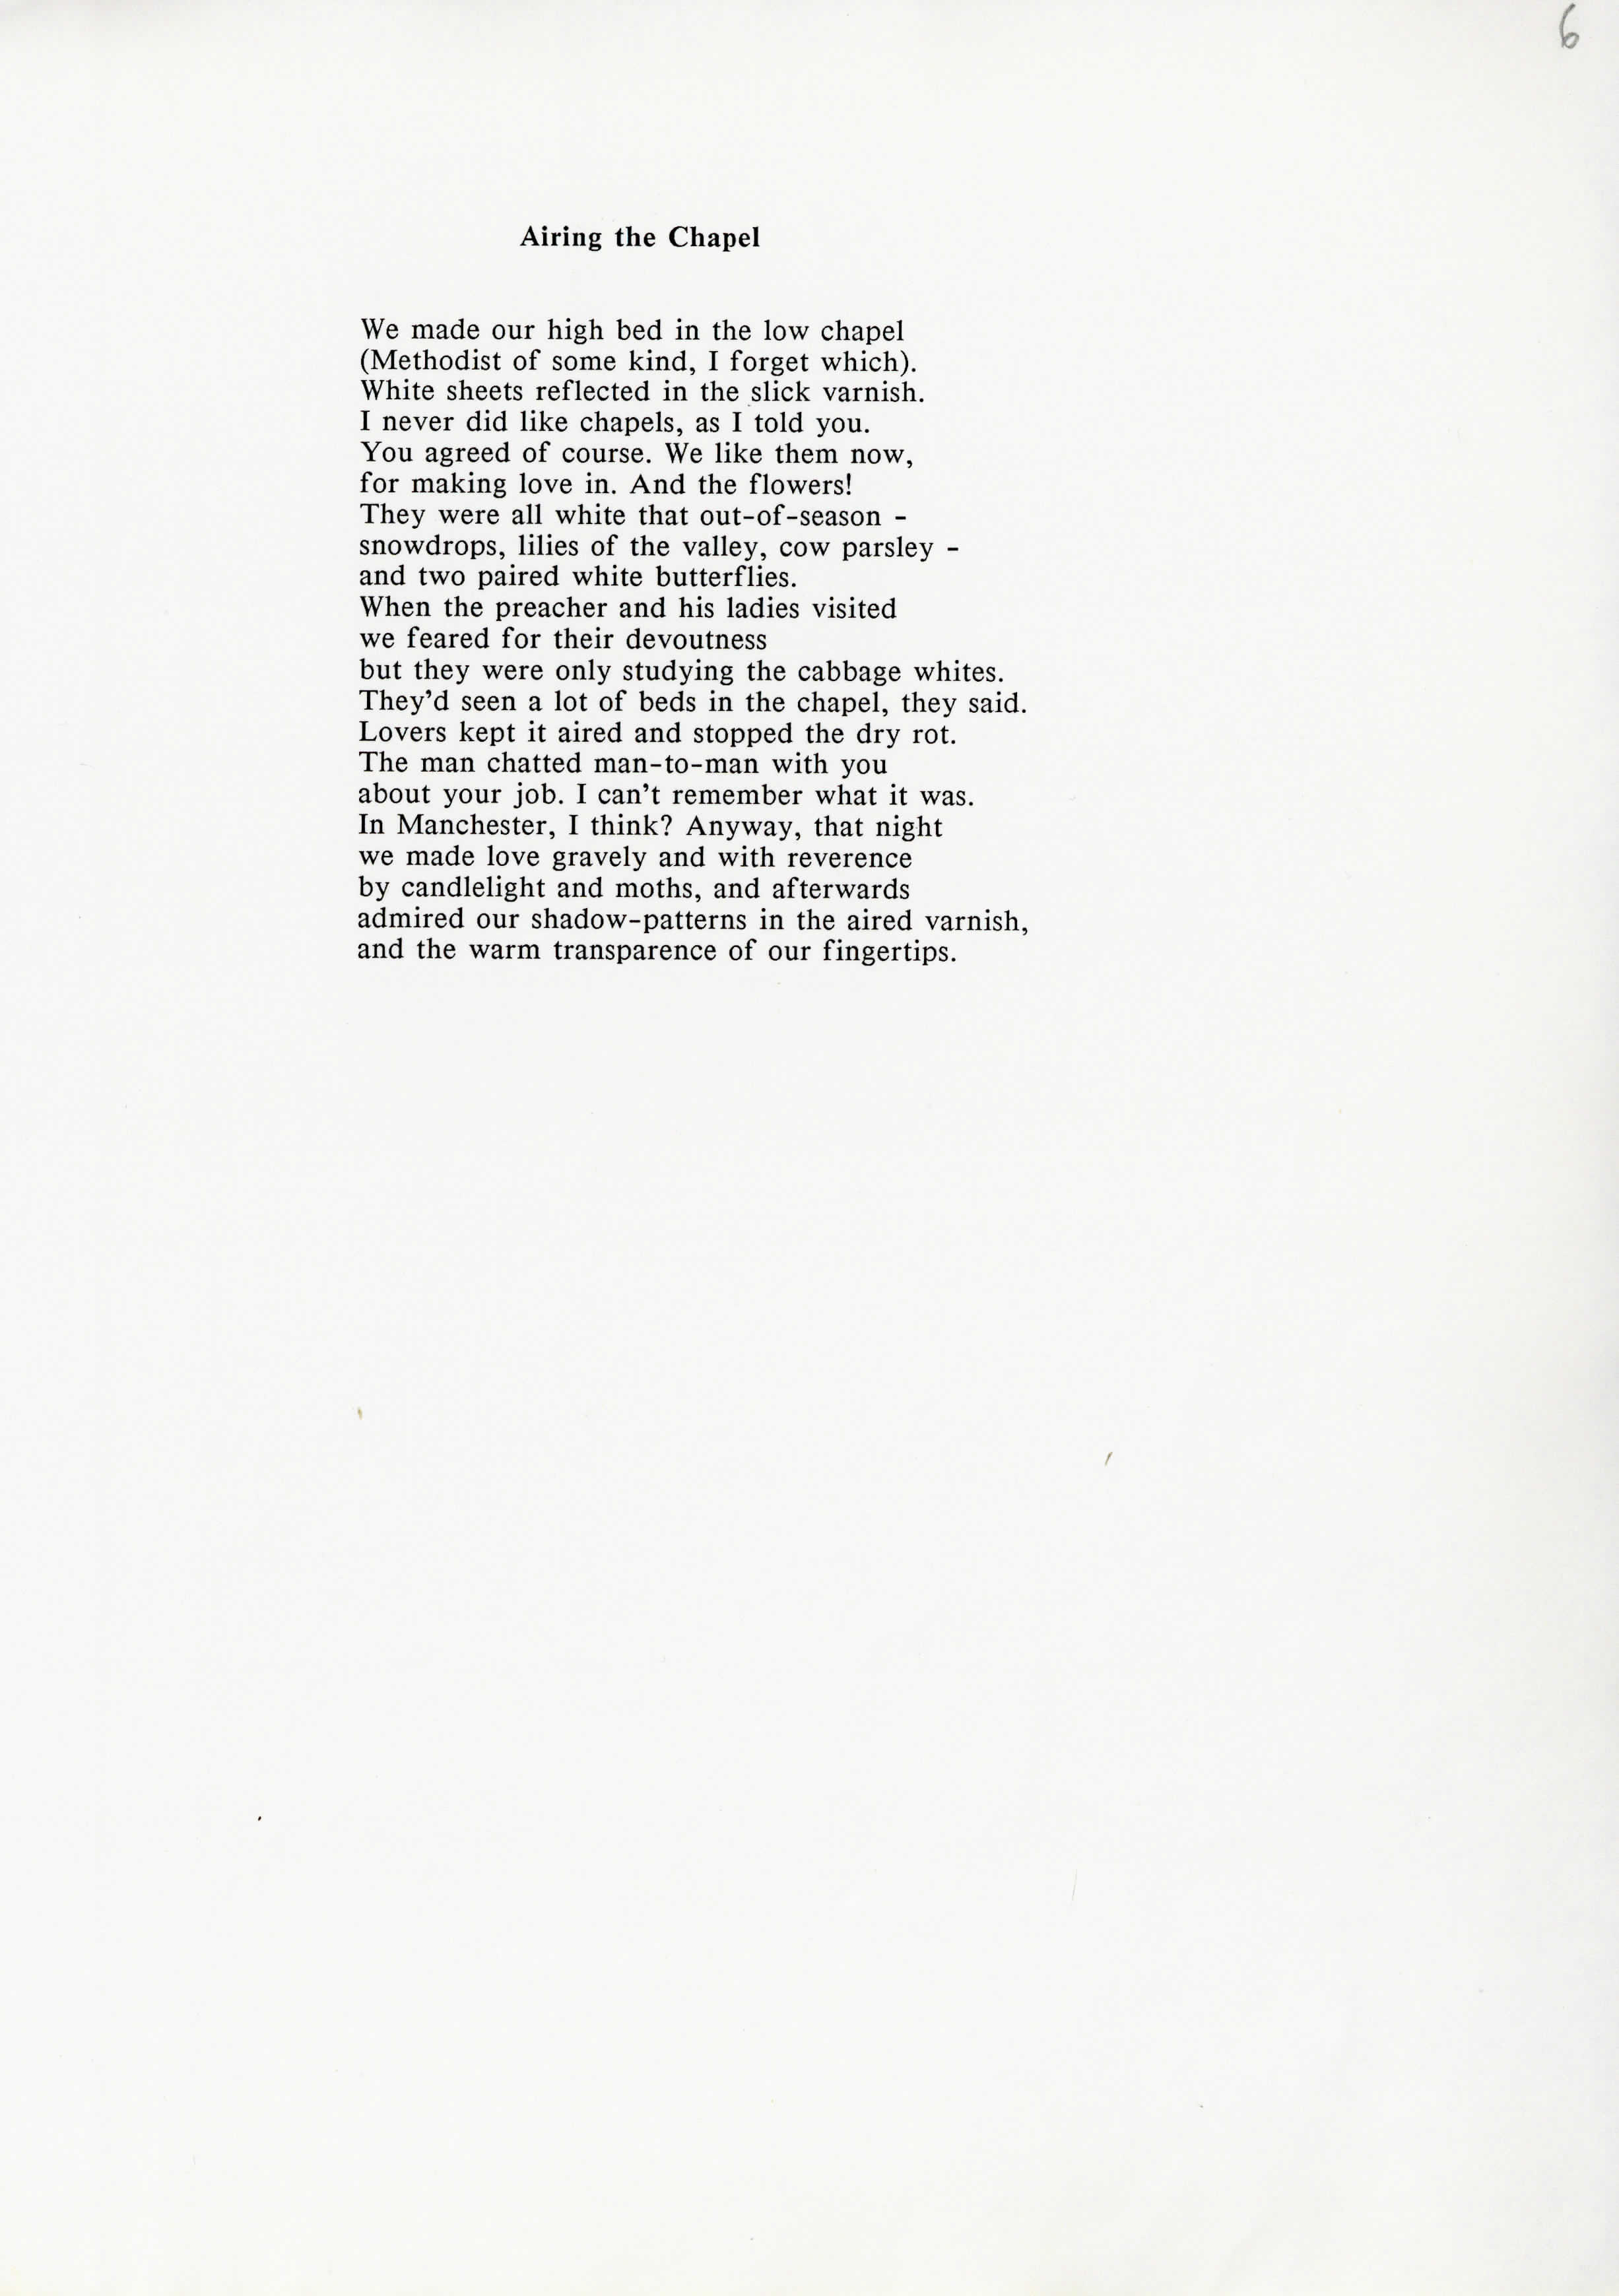 6
Airing the Chapel
We made our high bed in the low chapel
(Methodist of some kind, I forget which).
White sheets reflected in the slick varnish.
I never did like chapels, as I told you.
You agreed of course. We like them now,
for making love in. And the flowers!
They were all white that out-of-season -
snowdrops, lilies of the valley, cow parsley -
and two paired white butterflies.
When the preacher and his ladies visited
we feared for their devoutness
but they were only studying the cabbage whites.
They'd seen a lot of beds in the chapel, they said.
Lovers kept it aired and stopped the dry rot.
The man chatted man-to-man with you
about your job. I can't remember what it was.
In Manchester, I think? Anyway, that night
we made love gravely and with reverence
by candlelight and moths, and afterwards
admired our shadow-patterns in the aired varnish,
and the warm transparence of our fingertips.